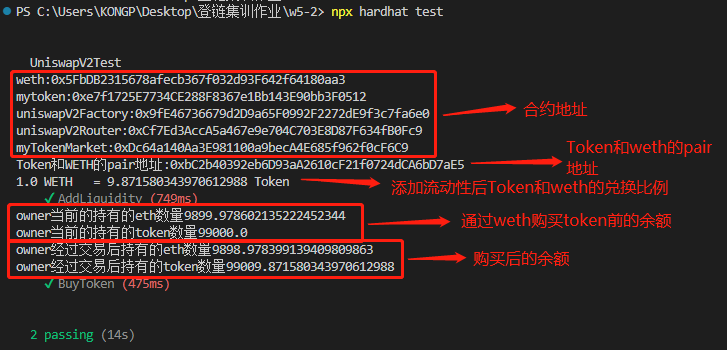 PS C:\Users\KONGP\Desktop\登链集训作业\w5-2> npx hardhat test
UniswapV2Test
weth:0x5FbDB2315678afecb367f032d93F642f64180aa3
mytoken:0xe7f1725E7734CE288F8367e1Bb143E90bb3F0512
uniswapV2Factory:0x9fE46736679d2D9a65F0992F2272dE9f3c7fa6e0
合约地址
uniswapV2Router:0xCf7Ed3AccA5a467e9e704C703E8D87F634fB0Fc9
myTokenMarket:0xDc64a140Aa3E981100a9becA4E685f962f0cF6C9
Token和WETH的pair地址:0xbC2b40392eb6D93aA2610cF21f0724dCA6bD7aE5
Token和weth的pair
地址
1.0 WETH = 9.871580343970612988 Token
添加流动性后Token和weth的兑换比例
✓ AddLiquidity (749ms)
owner当前的持有的eth数量9899.978602135222452344
owner当前的持有的token数量99000.0
通过weth购买token前的余额
owner经过交易后持有的eth数量9898.978399139409809863
owner经过交易后持有的token数量99009.871580343970612988
购买后的余额
✓ BuyToken (475ms)
2 passing (14s)